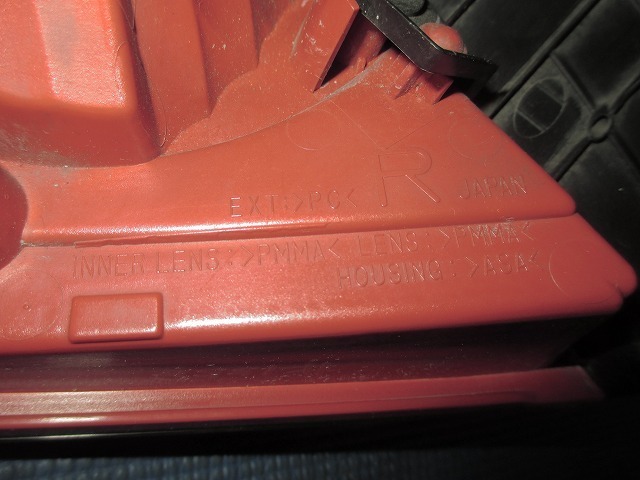 EXT:>PC< R JAPAN
INNER LENS:>PMMA< LENS:>PMMA<
HOUSING:>ASA<